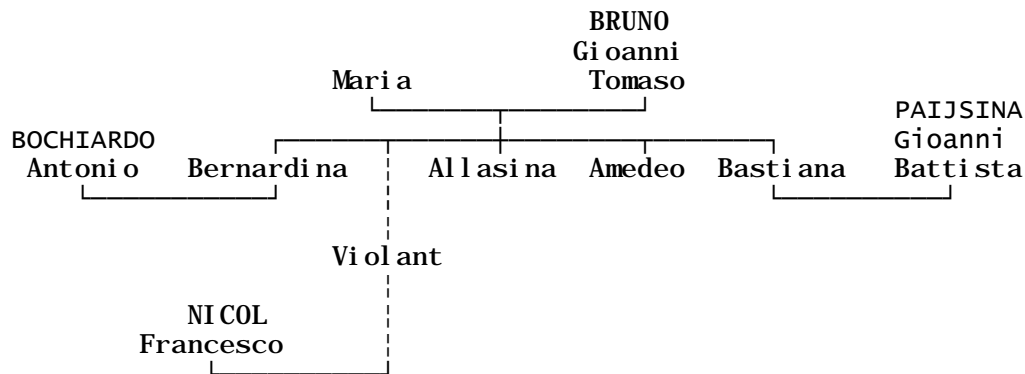 BRUNO
Gioanni
Maria Tomaso
PAIJSINA
BOCHIARDO Gioanni
Antonio Bernardina Allasina Amedeo Bastiana Battista
Violant
NICOL
Francesco